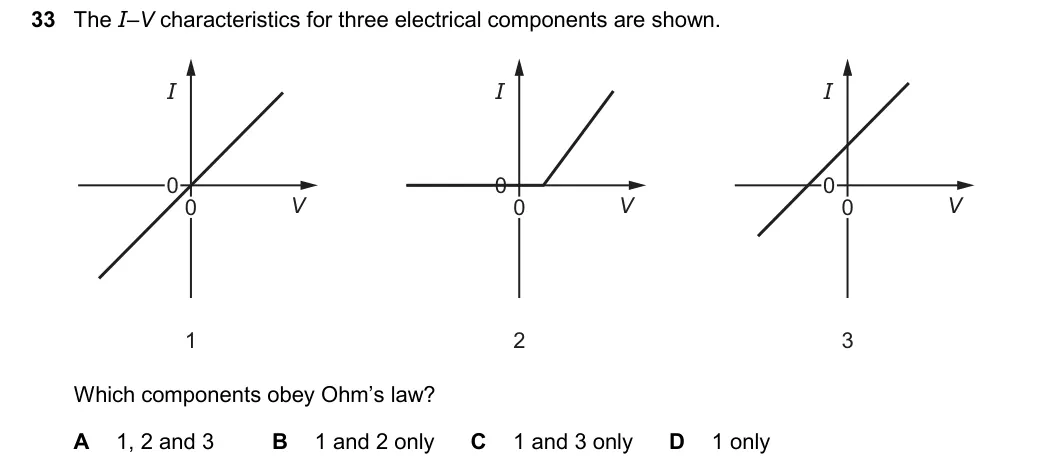 33 The I–V characteristics for three electrical components are shown.
I I I
0 0 0
0 V 0 V 0 V
1 2 3
Which components obey Ohm's law?
A 1, 2 and 3 B 1 and 2 only C 1 and 3 only D 1 only